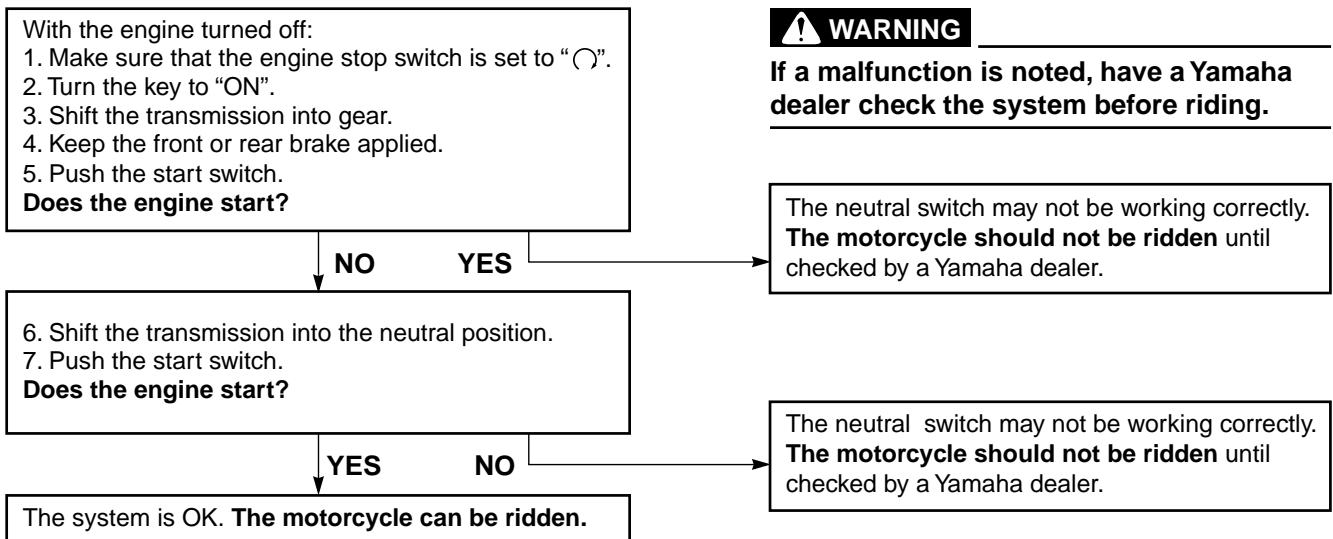 With the engine turned off:
1. Make sure that the engine stop switch is set to “○”.
2. Turn the key to “ON”.
3. Shift the transmission into gear.
4. Keep the front or rear brake applied.
5. Push the start switch.
Does the engine start?
WARNING
If a malfunction is noted, have a Yamaha
dealer check the system before riding.
NO YES
The neutral switch may not be working correctly.
The motorcycle should not be ridden until
checked by a Yamaha dealer.
6. Shift the transmission into the neutral position.
7. Push the start switch.
Does the engine start?
YES NO
The neutral switch may not be working correctly.
The motorcycle should not be ridden until
checked by a Yamaha dealer.
The system is OK. The motorcycle can be ridden.